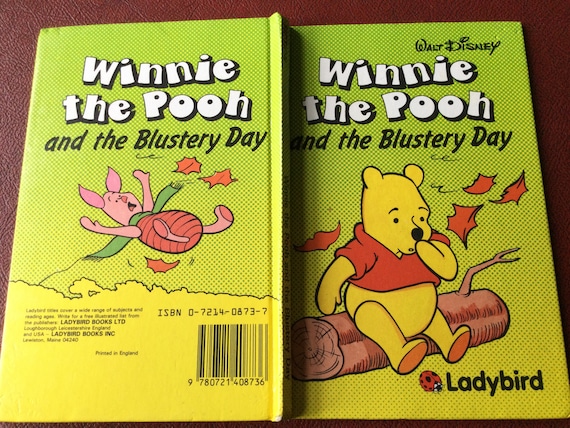 Winnie
the Pooh
and the Blustery Day
Ladybird titles cover a wide range of subjects and
reading ages. Write for a free illustrated list from
the publishers: LADYBIRD BOOKS LTD
Loughborough Leicestershire England
and USA – LADYBIRD BOOKS INC
Lewiston, Maine 04240
Printed in England
ISBN 0-7214-0873-7
9 780721 408736
WALT DISNEY
Winnie
the Pooh
and the Blustery Day
Ladybird